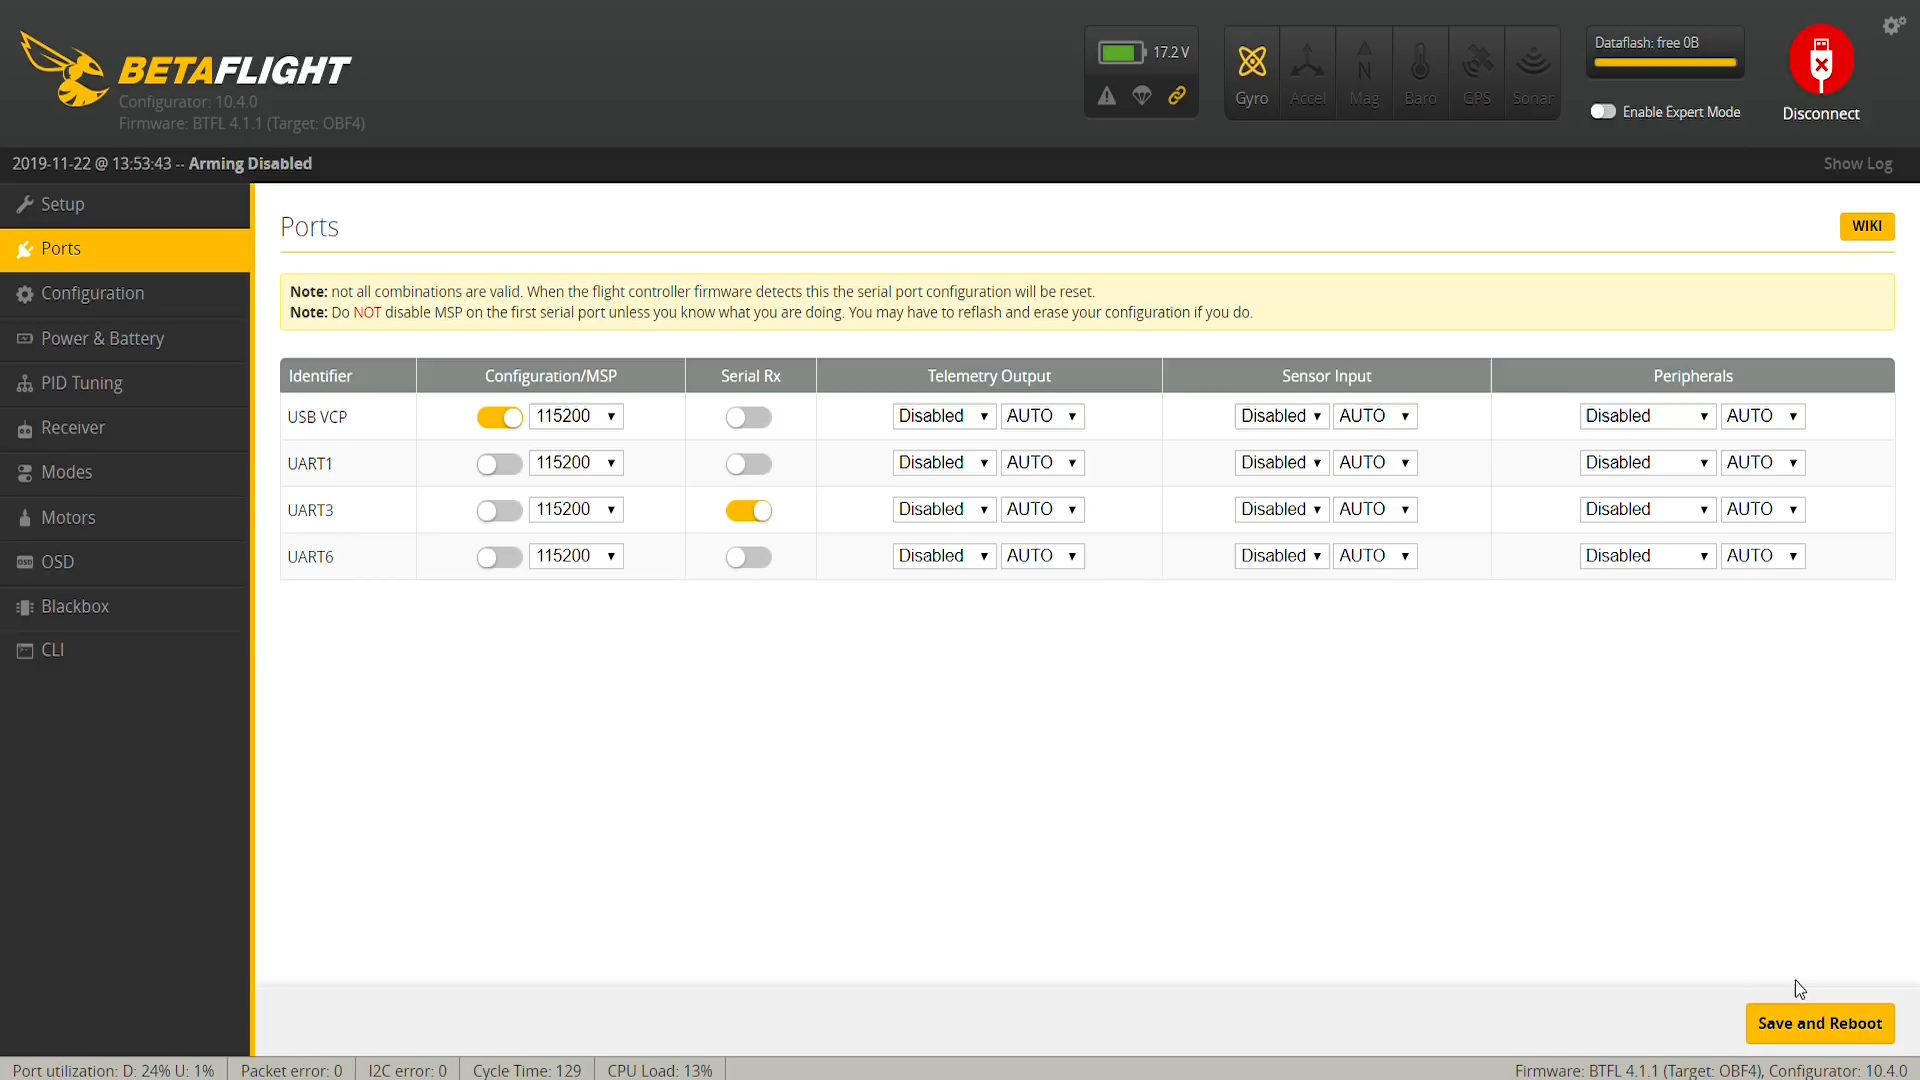 BETAFLIGHT
Configurator: 10.4.0
Firmware: BTFL 4.1.1 (Target: OBF4)
17.2 V
Gyro Accel Mag Baro GPS Sonar
Dataflash: free 0B
Enable Expert Mode
Disconnect
2019-11-22 @ 13:53:43 -- Arming Disabled
Show Log
Setup
Ports
Configuration
Power & Battery
PID Tuning
Receiver
Modes
Motors
OSD
Blackbox
CLI
Ports
WIKI
Note: not all combinations are valid. When the flight controller firmware detects this the serial port configuration will be reset.
Note: Do NOT disable MSP on the first serial port unless you know what you are doing. You may have to reflash and erase your configuration if you do.
Identifier Configuration/MSP Serial Rx Telemetry Output Sensor Input Peripherals
USB VCP 115200 Disabled AUTO Disabled AUTO Disabled AUTO
UART1 115200 Disabled AUTO Disabled AUTO Disabled AUTO
UART3 115200 Disabled AUTO Disabled AUTO Disabled AUTO
UART6 115200 Disabled AUTO Disabled AUTO Disabled AUTO
Save and Reboot
Port utilization: D: 24% U: 1% Packet error: 0 I2C error: 0 Cycle Time: 129 CPU Load: 13% Firmware: BTFL 4.1.1 (Target: OBF4), Configurator: 10.4.0